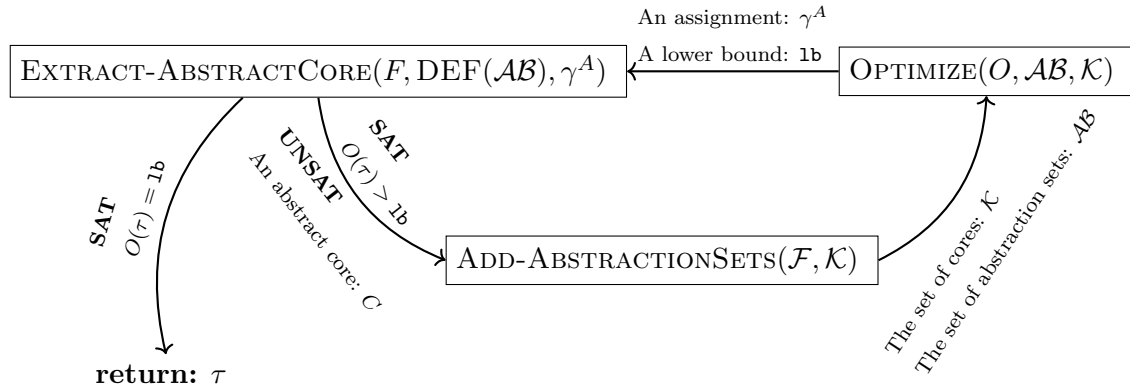 An assignment: γ^A
A lower bound: lb
EXTRACT-ABSTRACTCORE(F, DEF(𝒜ℬ), γ^A)
OPTIMIZE(O, 𝒜ℬ, 𝒦)
SAT
O(τ) = lb
SAT
O(τ) > lb
UNSAT
An abstract core: C
ADD-ABSTRACTIONSETS(ℱ, 𝒦)
The set of cores: 𝒦
The set of abstraction sets: 𝒜ℬ
return: τ